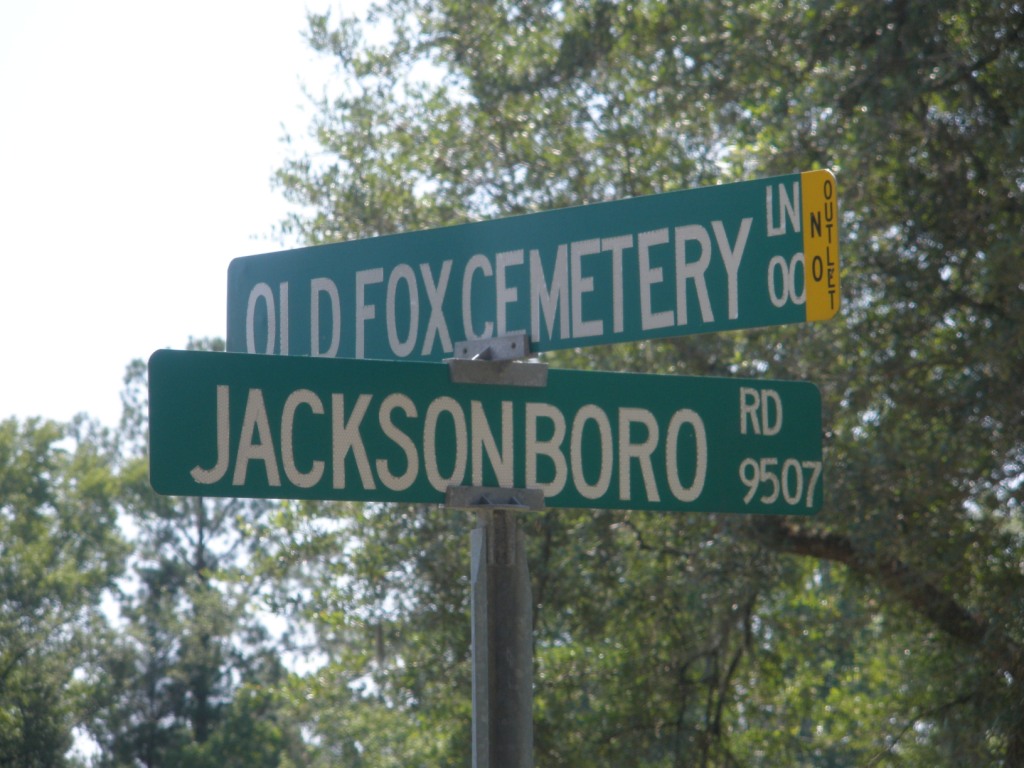 OLD FOX CEMETERY LN
00
NO OUTLET
JACKSONBORO RD
9507